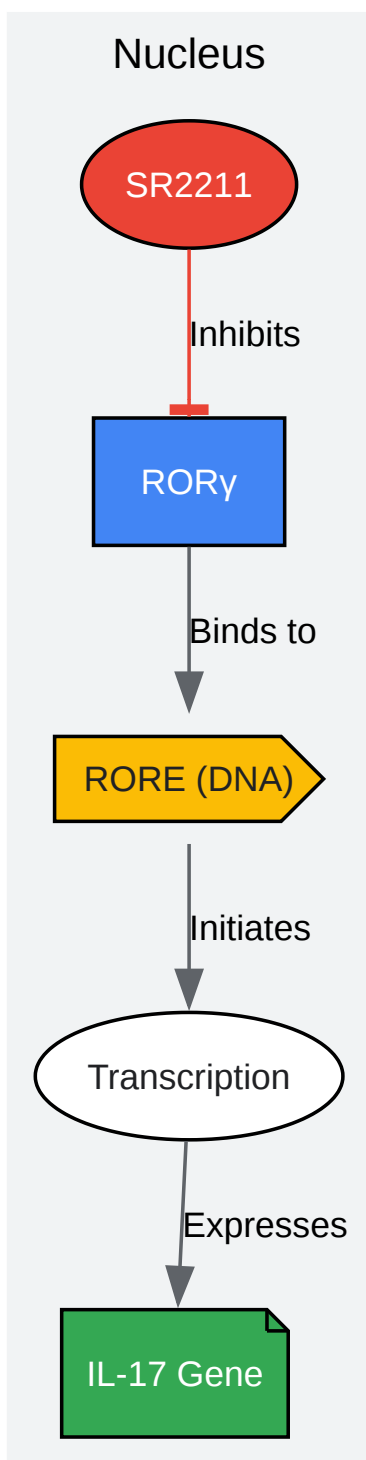 Nucleus
SR2211
Inhibits
RORγ
Binds to
RORE (DNA)
Initiates
Transcription
Expresses
IL-17 Gene